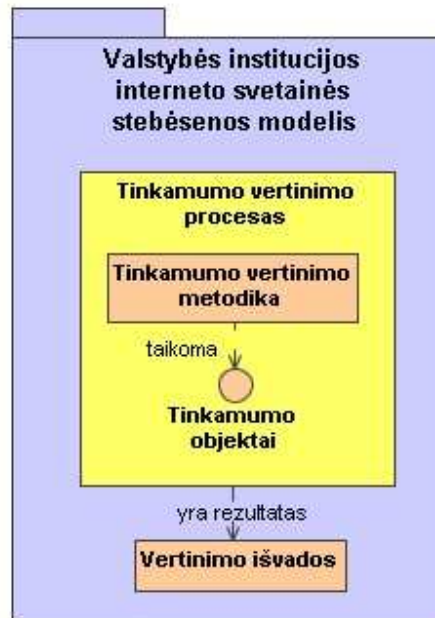 Valstybės institucijos
interneto svetainės
stebėsenos modelis
Tinkamumo vertinimo
procesas
Tinkamumo vertinimo
metodika
taikoma
Tinkamumo
objektai
yra rezultatas
Vertinimo išvados